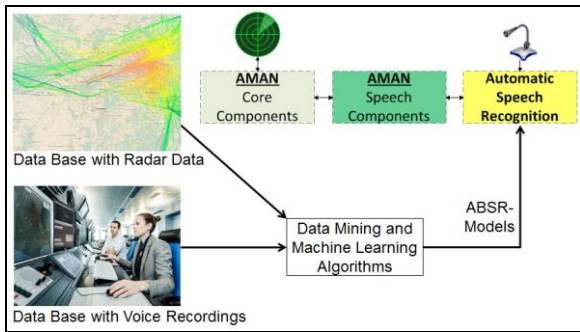 AMAN
Core
Components
AMAN
Speech
Components
Automatic
Speech
Recognition
Data Base with Radar Data
Data Mining and
Machine Learning
Algorithms
ABSR-
Models
Data Base with Voice Recordings